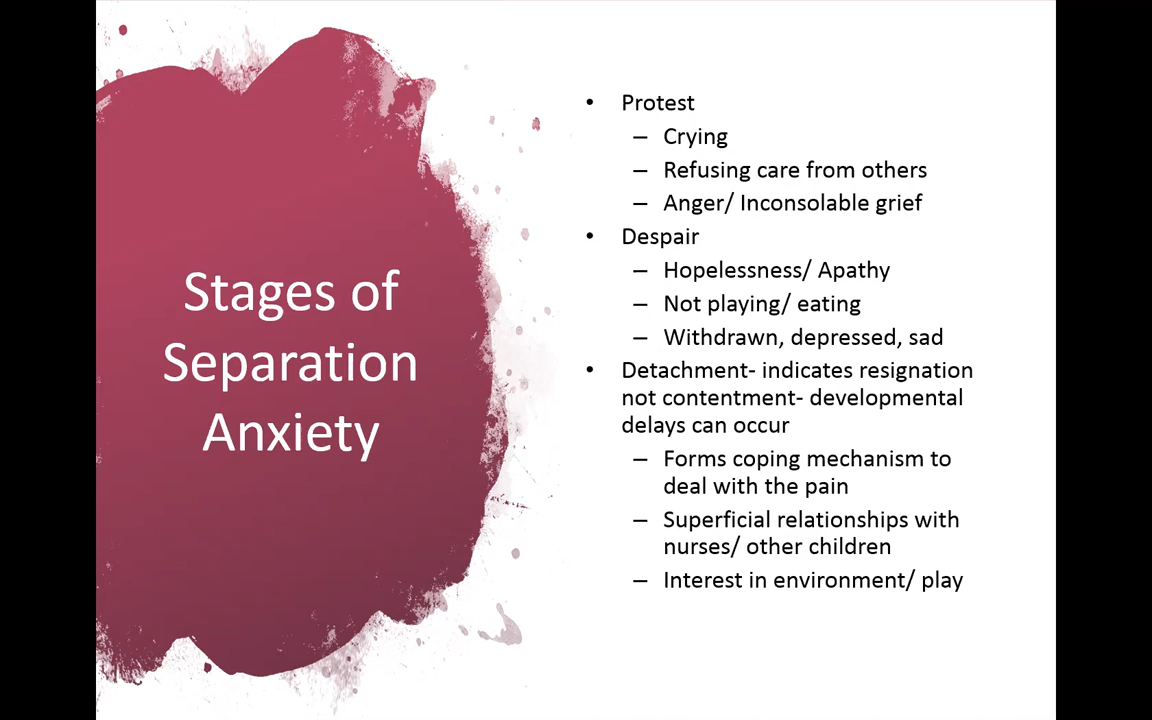 Stages of
Separation
Anxiety
• Protest
– Crying
– Refusing care from others
– Anger/ Inconsolable grief
• Despair
– Hopelessness/ Apathy
– Not playing/ eating
– Withdrawn, depressed, sad
• Detachment- indicates resignation
not contentment- developmental
delays can occur
– Forms coping mechanism to
deal with the pain
– Superficial relationships with
nurses/ other children
– Interest in environment/ play